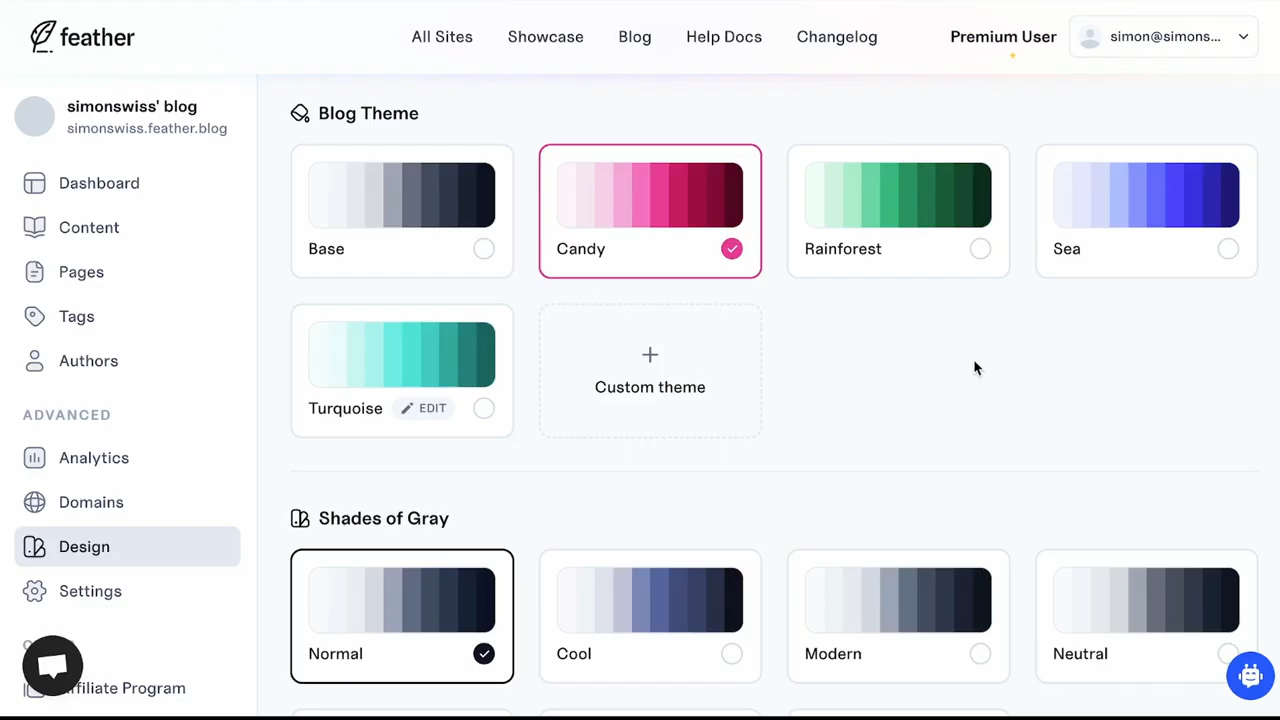 feather
All Sites
Showcase
Blog
Help Docs
Changelog
Premium User
simon@simons...
simonswiss' blog
simonswiss.feather.blog
Dashboard
Content
Pages
Tags
Authors
ADVANCED
Analytics
Domains
Design
Settings
Affiliate Program
Blog Theme
Base
Candy
Rainforest
Sea
Turquoise
EDIT
Custom theme
Shades of Gray
Normal
Cool
Modern
Neutral